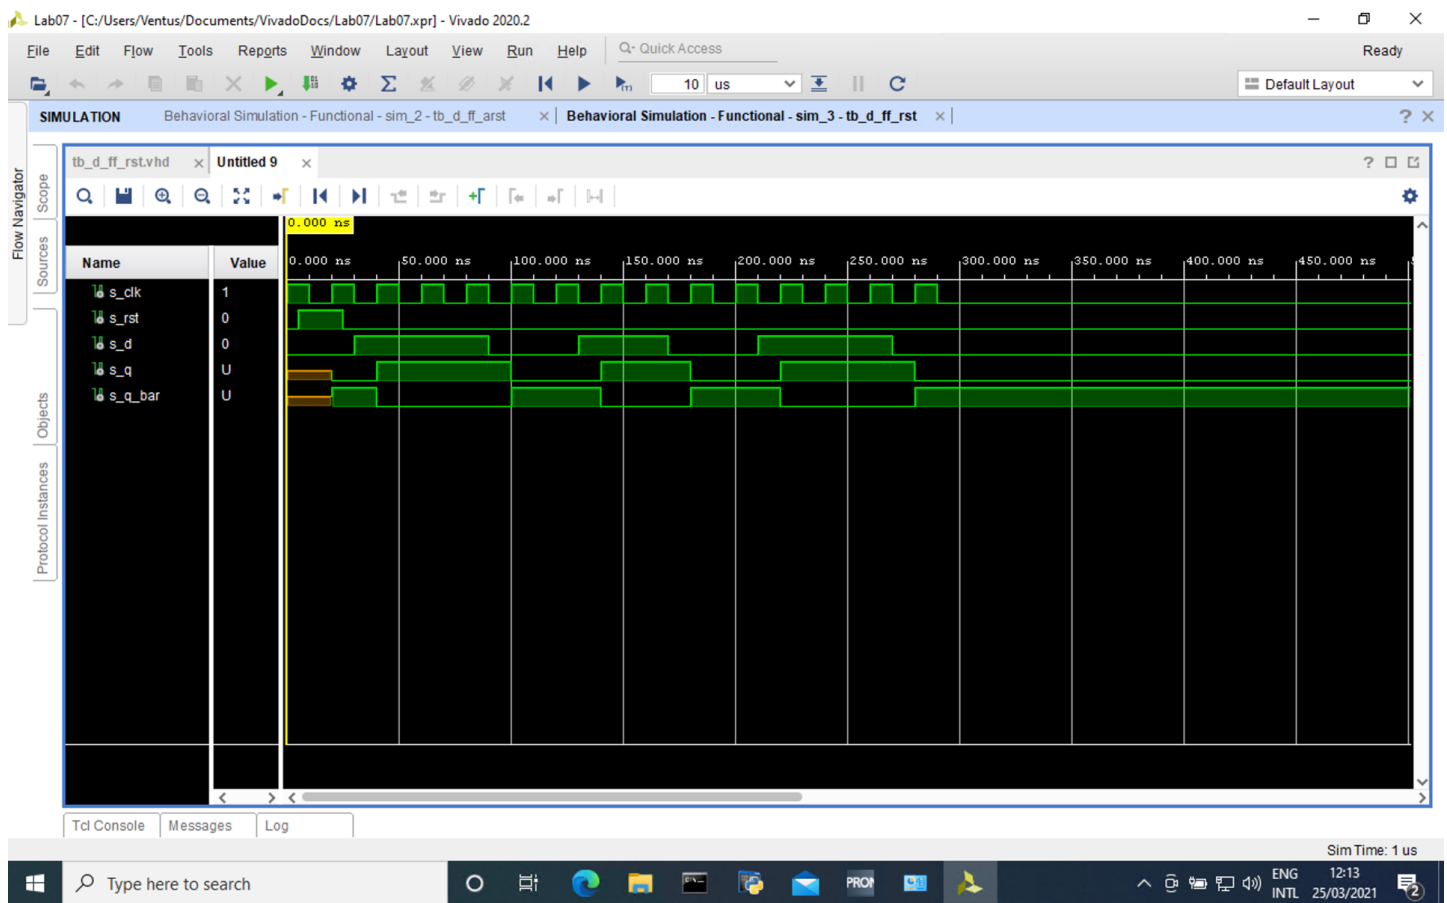 Lab07 - [C:/Users/Ventus/Documents/VivadoDocs/Lab07/Lab07.xpr] - Vivado 2020.2
File Edit Flow Tools Reports Window Layout View Run Help Q- Quick Access Ready
10 us Default Layout
SIMULATION Behavioral Simulation - Functional - sim_2 - tb_d_ff_arst × Behavioral Simulation - Functional - sim_3 - tb_d_ff_rst × ? ×
Flow Navigator
Scope
Sources
Objects
Protocol Instances
tb_d_ff_rst.vhd × Untitled 9 × ?
0.000 ns
Name Value 0.000 ns 50.000 ns 100.000 ns 150.000 ns 200.000 ns 250.000 ns 300.000 ns 350.000 ns 400.000 ns 450.000 ns
s_clk 1
s_rst 0
s_d 0
s_q U
s_q_bar U
Tcl Console Messages Log
Sim Time: 1 us
Type here to search PRON ENG 12:13
INTL 25/03/2021 2